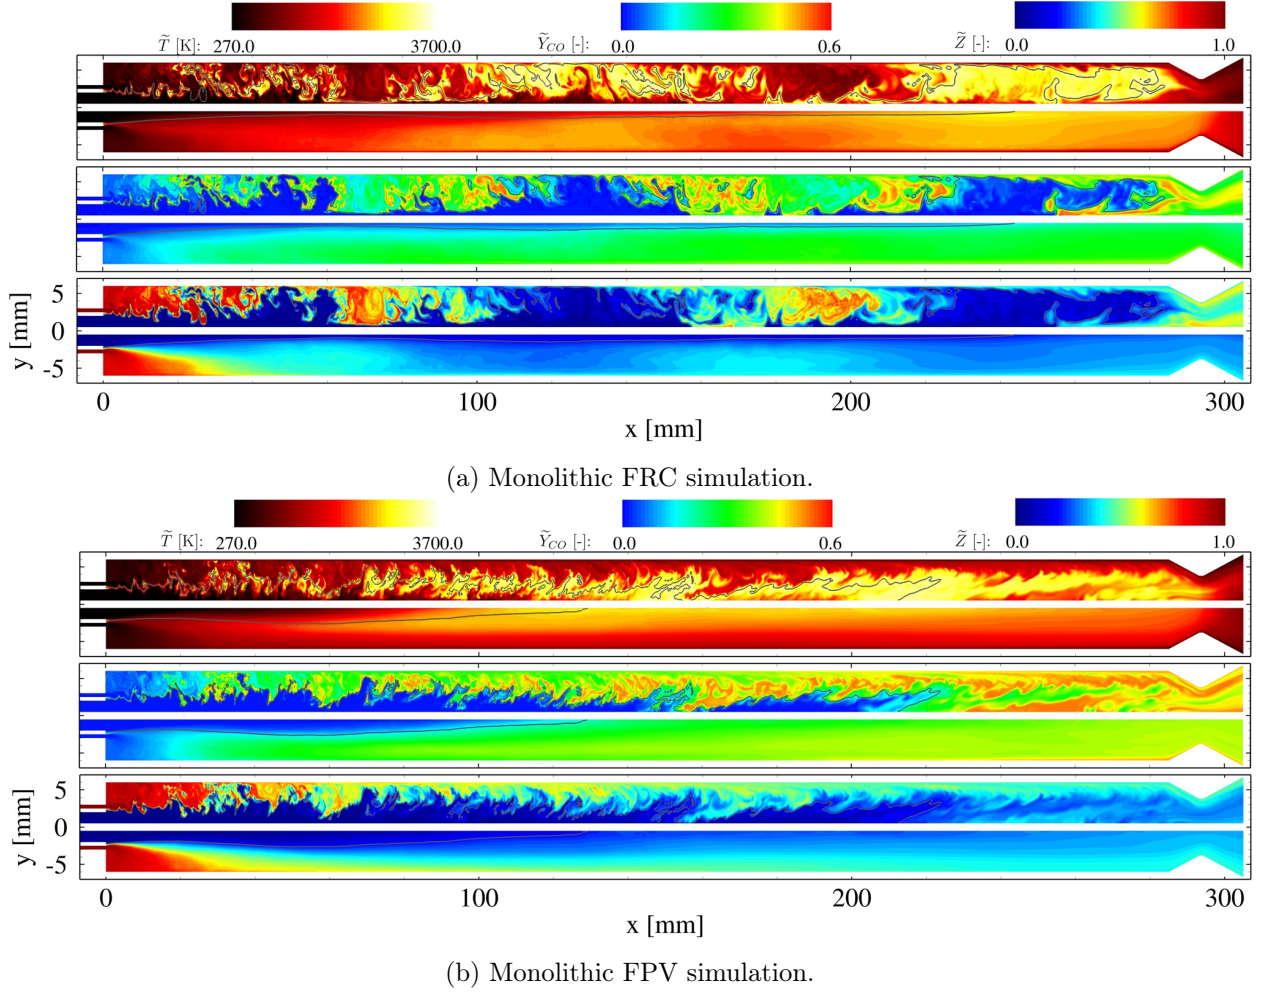 T̃ [K]: 270.0 3700.0 Ỹ_CO [-]: 0.0 0.6 Z̃ [-]: 0.0 1.0
5
0
-5
y [mm]
0 100 200 300
x [mm]
(a) Monolithic FRC simulation.
T̃ [K]: 270.0 3700.0 Ỹ_CO [-]: 0.0 0.6 Z̃ [-]: 0.0 1.0
5
0
-5
y [mm]
0 100 200 300
x [mm]
(b) Monolithic FPV simulation.